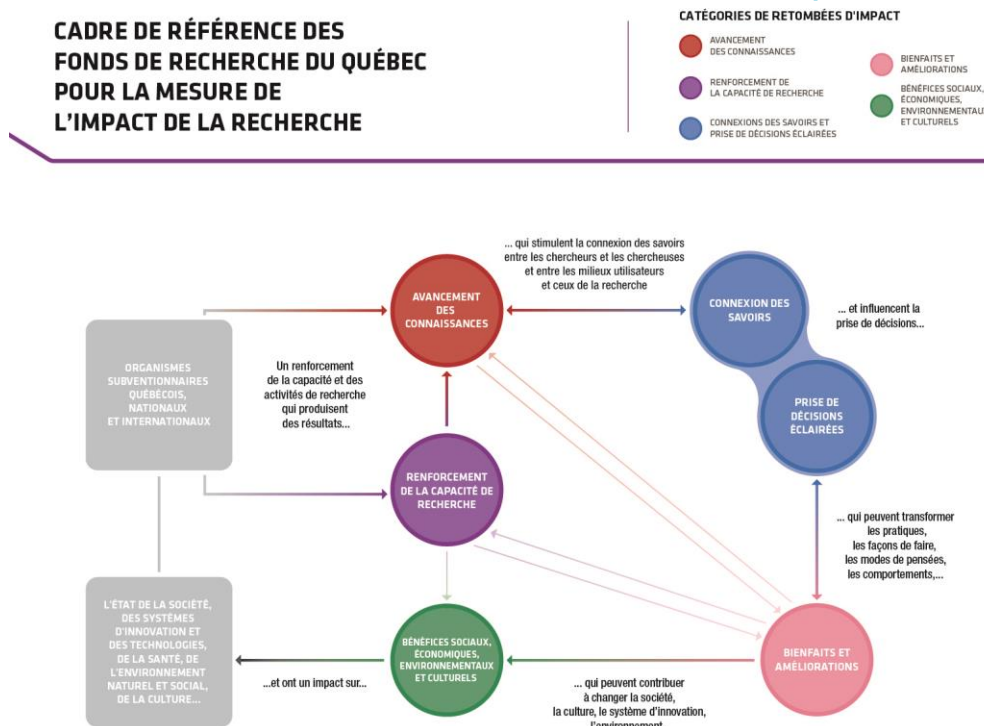 CADRE DE RÉFÉRENCE DES
FONDS DE RECHERCHE DU QUÉBEC
POUR LA MESURE DE
L'IMPACT DE LA RECHERCHE
CATÉGORIES DE RETOMBÉES D'IMPACT
AVANCEMENT
DES CONNAISSANCES
RENFORCEMENT DE
LA CAPACITÉ DE RECHERCHE
CONNEXIONS DES SAVOIRS ET
PRISE DE DÉCISIONS ÉCLAIRÉES
BIENFAITS ET
AMÉLIORATIONS
BÉNÉFICES SOCIAUX,
ÉCONOMIQUES,
ENVIRONNEMENTAUX
ET CULTURELS
ORGANISMES
SUBVENTIONNAIRES
QUÉBÉCOIS,
NATIONAUX
ET INTERNATIONAUX
Un renforcement
de la capacité et des
activités de recherche
qui produisent
des résultats...
AVANCEMENT
DES
CONNAISSANCES
... qui stimulent la connexion des savoirs
entre les chercheurs et les chercheuses
et entre les milieux utilisateurs
et ceux de la recherche
CONNEXION DES
SAVOIRS
... et influencent la
prise de décisions...
PRISE DE
DÉCISIONS
ÉCLAIRÉES
RENFORCEMENT
DE LA CAPACITÉ DE
RECHERCHE
... qui peuvent transformer
les pratiques,
les façons de faire,
les modes de pensées,
les comportements,...
L'ÉTAT DE LA SOCIÉTÉ,
DES SYSTÈMES
D'INNOVATION ET
DES TECHNOLOGIES,
DE LA SANTÉ, DE
L'ENVIRONNEMENT
NATUREL ET SOCIAL,
DE LA CULTURE...
...et ont un impact sur...
BÉNÉFICES SOCIAUX,
ÉCONOMIQUES,
ENVIRONNEMENTAUX
ET CULTURELS
... qui peuvent contribuer
à changer la société,
la culture, le système d'innovation,
l'environnement
BIENFAITS ET
AMÉLIORATIONS